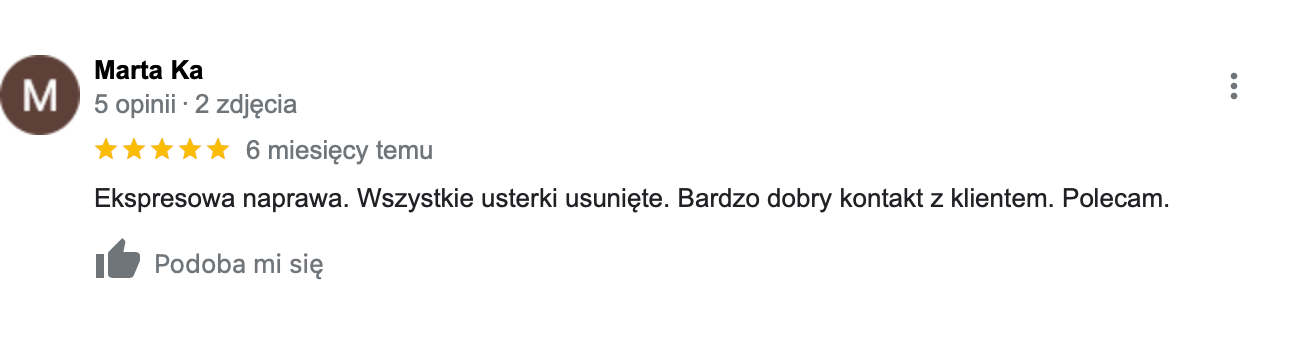 M
Marta Ka
5 opinii · 2 zdjęcia
6 miesięcy temu
Ekspresowa naprawa. Wszystkie usterki usunięte. Bardzo dobry kontakt z klientem. Polecam.
Podoba mi się